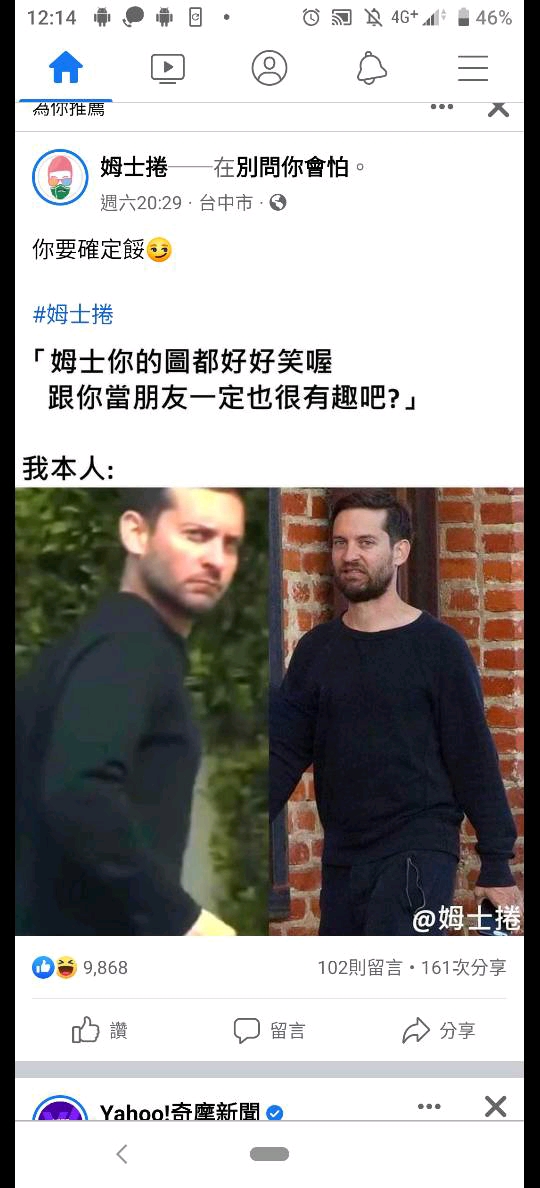 12:14
4G+
46%
為你推薦
姆士捲——在別問你會怕。
週六20:29 · 台中市 ·
你要確定餒😏
#姆士捲
「姆士你的圖都好好笑喔
跟你當朋友一定也很有趣吧?」
我本人:
@姆士捲
9,868
102則留言 • 161次分享
讚
留言
分享
Yahoo!奇摩新聞